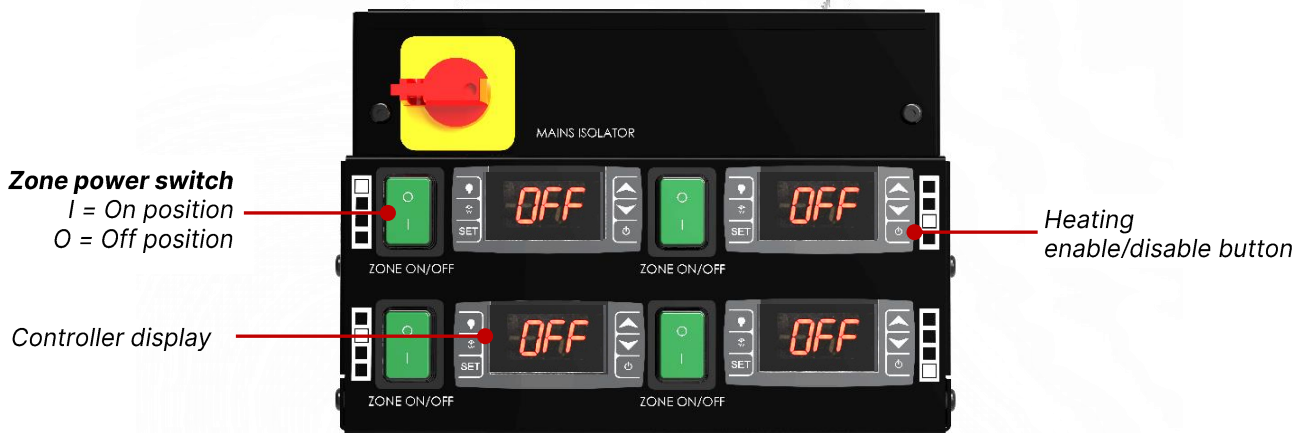 MAINS ISOLATOR
Zone power switch
I = On position
O = Off position
O
I
OFF
SET
O
I
OFF
SET
Heating
enable/disable button
ZONE ON/OFF
ZONE ON/OFF
Controller display
O
I
OFF
SET
O
I
OFF
SET
ZONE ON/OFF
ZONE ON/OFF